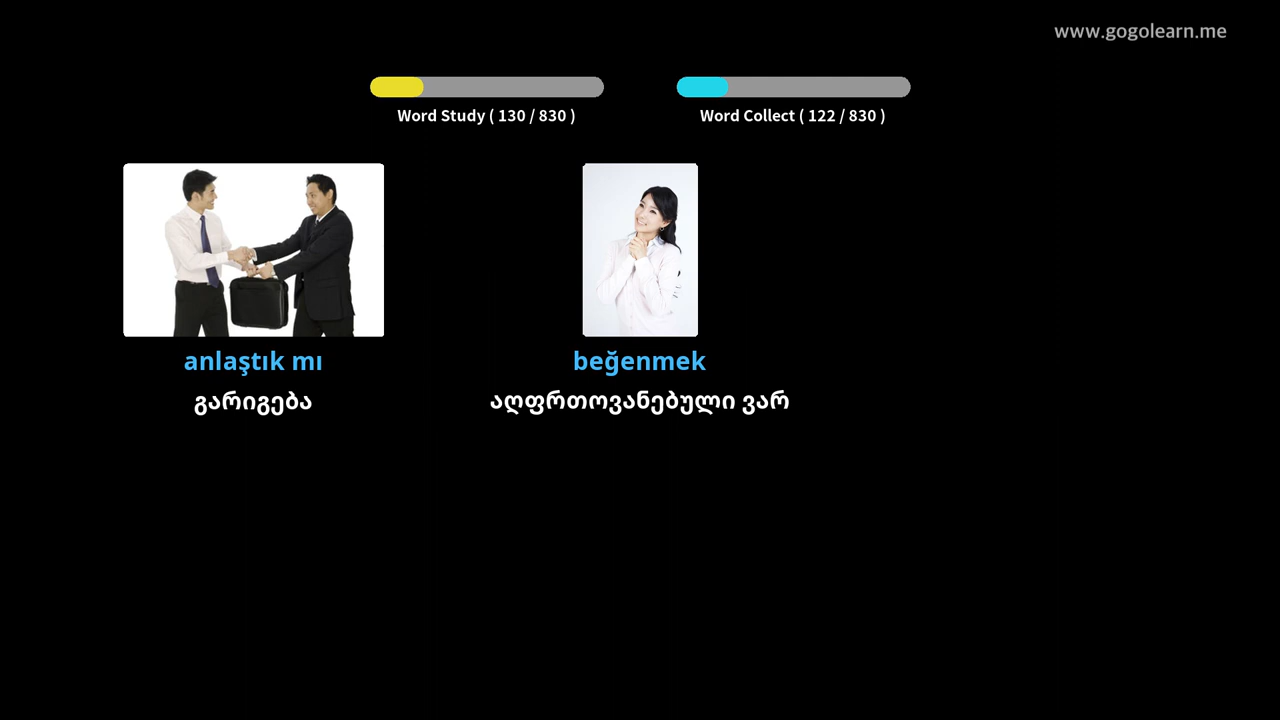 www.gogolearn.me
Word Study ( 130 / 830 )
Word Collect ( 122 / 830 )
anlaştık mı
გარიგება
beğenmek
აღფრთოვანებული ვარ